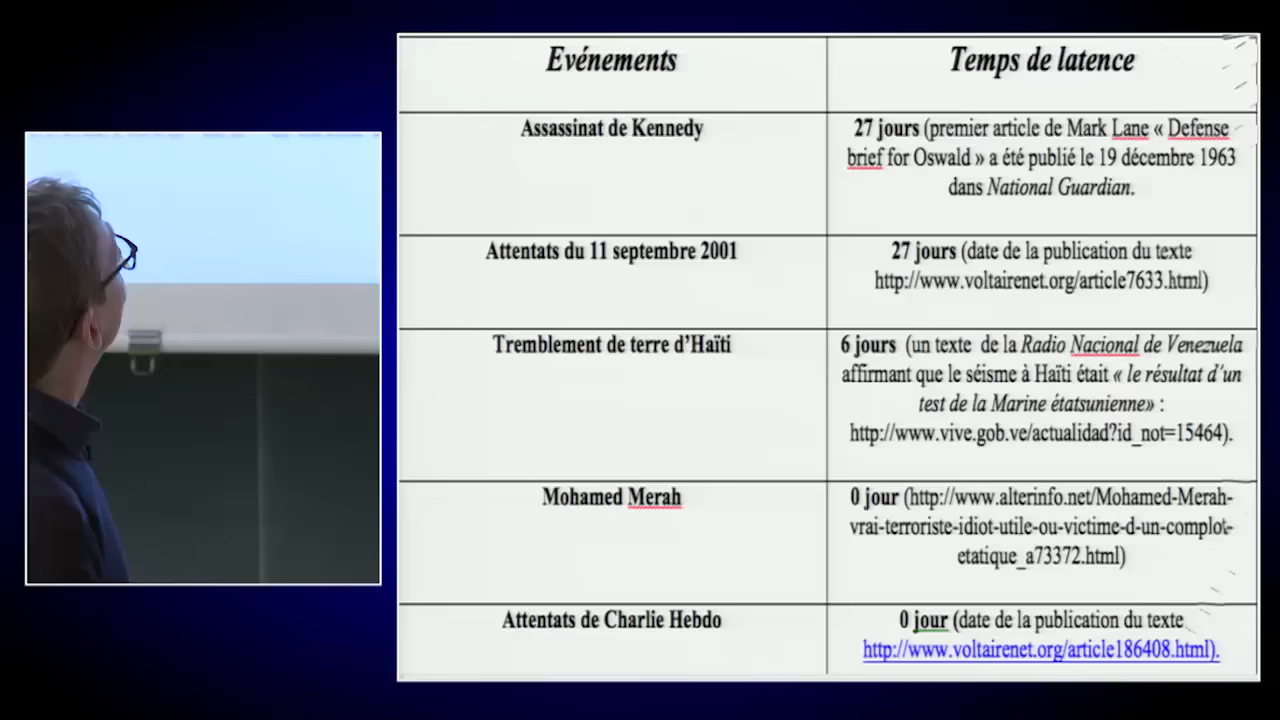 Evénements
Temps de latence
Assassinat de Kennedy
27 jours (premier article de Mark Lane « Defense
brief for Oswald » a été publié le 19 décembre 1963
dans National Guardian.
Attentats du 11 septembre 2001
27 jours (date de la publication du texte
http://www.voltairenet.org/article7633.html)
Tremblement de terre d’Haïti
6 jours (un texte de la Radio Nacional de Venezuela
affirmant que le séisme à Haïti était « le résultat d’un
test de la Marine étatsunienne» :
http://www.vive.gob.ve/actualidad?id_not=15464).
Mohamed Merah
0 jour (http://www.alterinfo.net/Mohamed-Merah-
vrai-terroriste-idiot-utile-ou-victime-d-un-complot-
etatique_a73372.html)
Attentats de Charlie Hebdo
0 jour (date de la publication du texte
http://www.voltairenet.org/article186408.html).